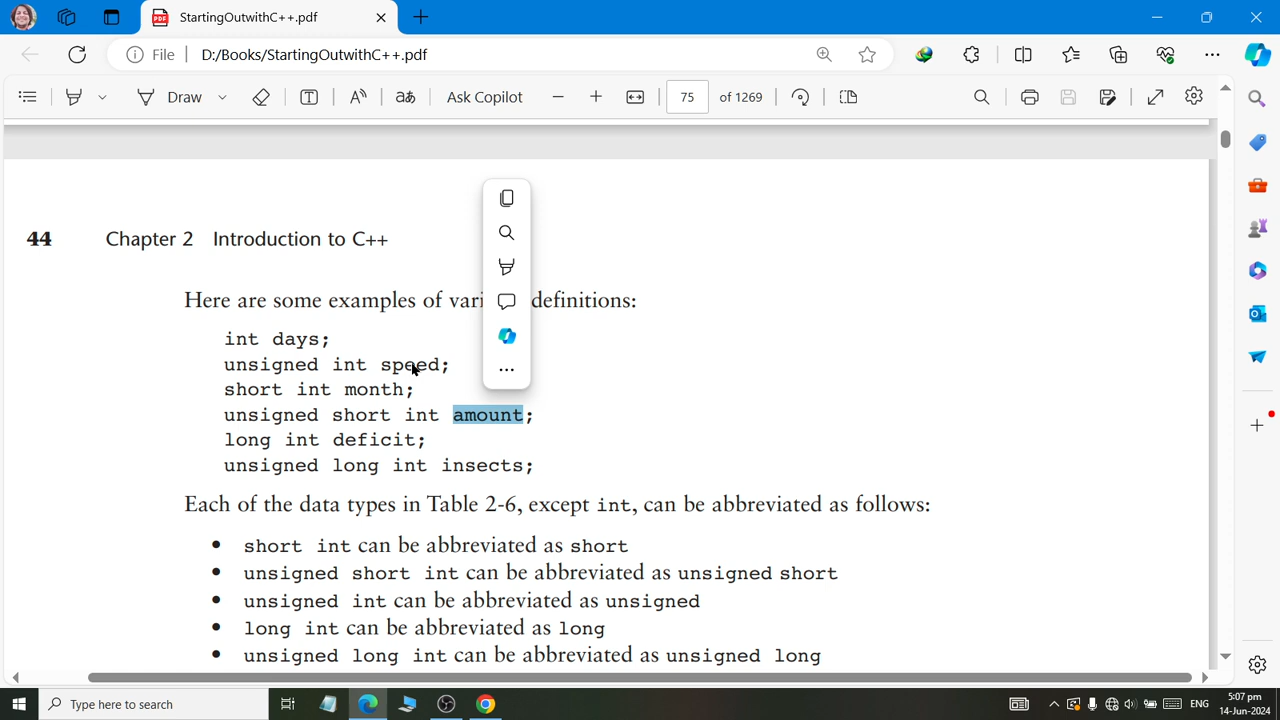 StartingOutwithC++.pdf
File
D:/Books/StartingOutwithC++.pdf
Draw
aあ
Ask Copilot
75
of 1269
44
Chapter 2 Introduction to C++
Here are some examples of vari definitions:
int days;
unsigned int speed;
short int month;
unsigned short int amount;
long int deficit;
unsigned long int insects;
Each of the data types in Table 2-6, except int, can be abbreviated as follows:
• short int can be abbreviated as short
• unsigned short int can be abbreviated as unsigned short
• unsigned int can be abbreviated as unsigned
• long int can be abbreviated as long
• unsigned long int can be abbreviated as unsigned long
Type here to search
ENG
5:07 pm
14-Jun-2024